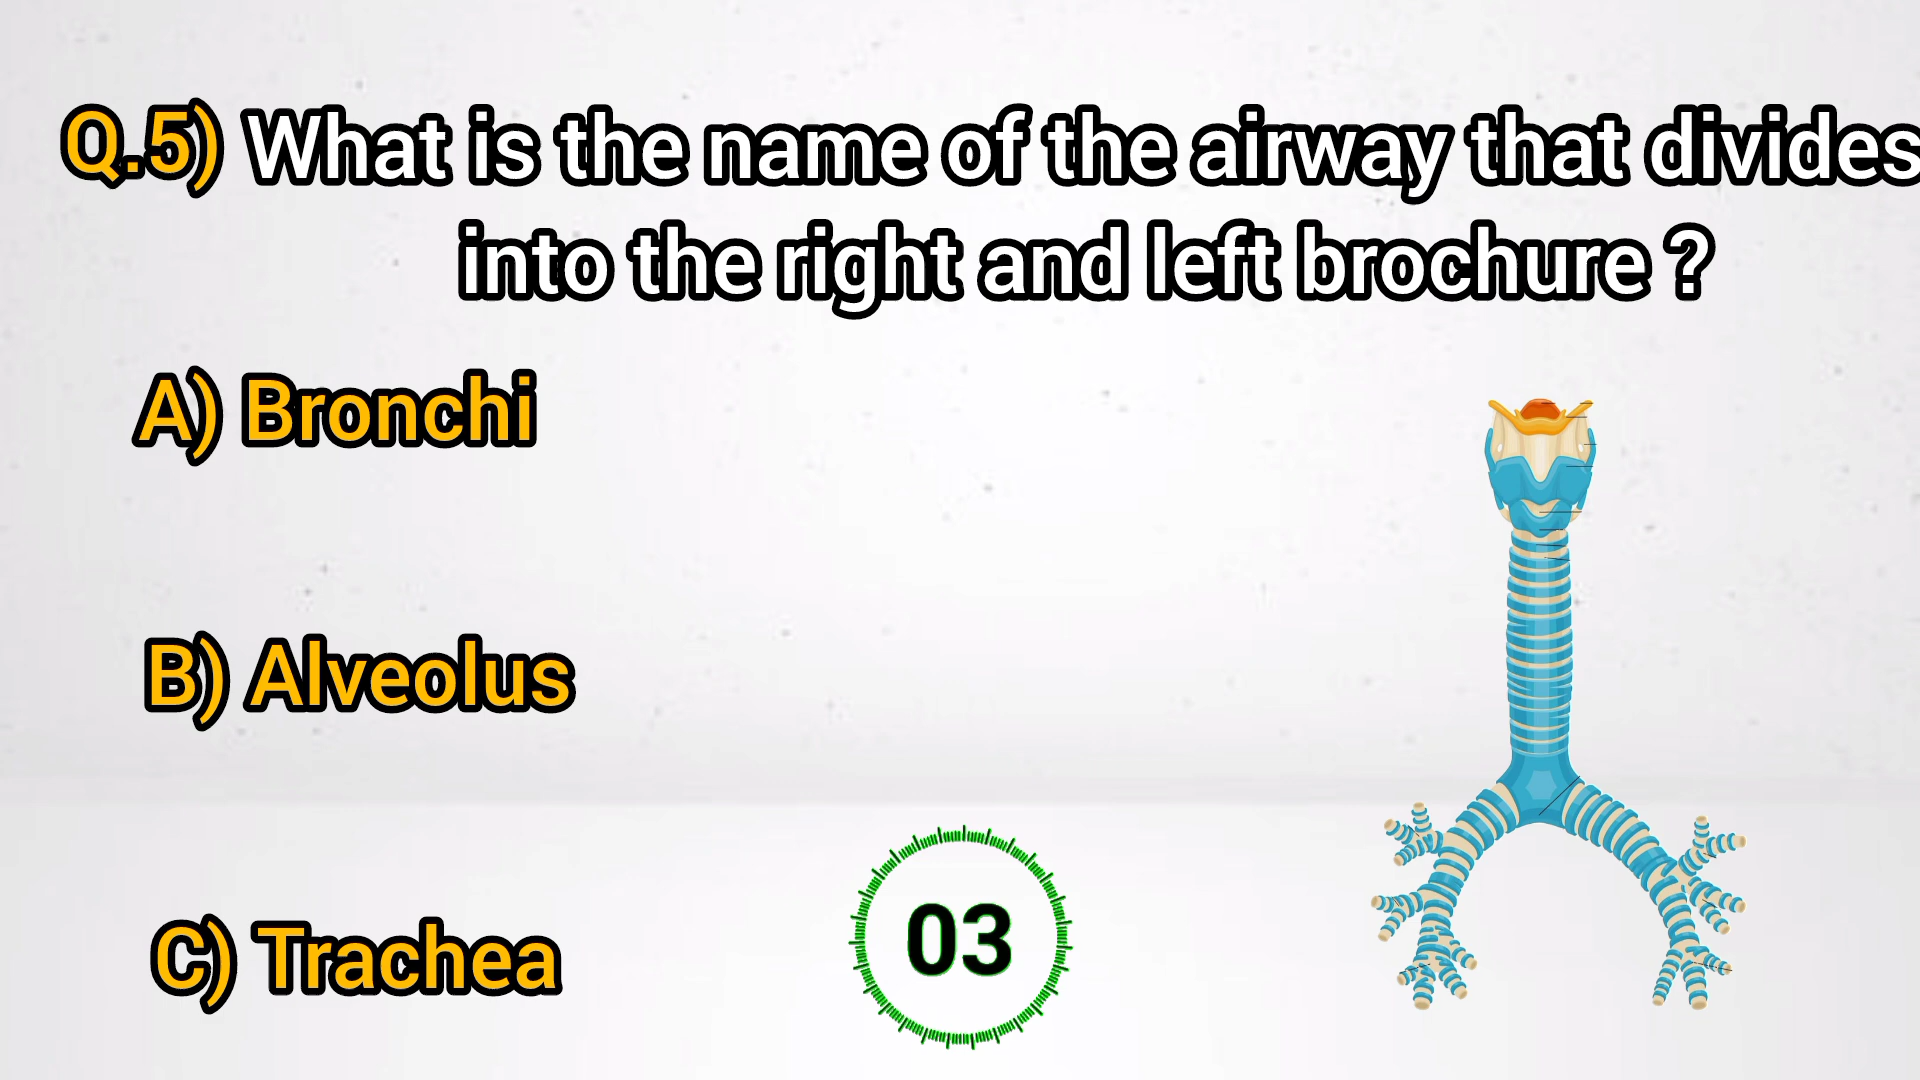 Q.5) What is the name of the airway that divides
into the right and left brochure ?
A) Bronchi
B) Alveolus
C) Trachea
03